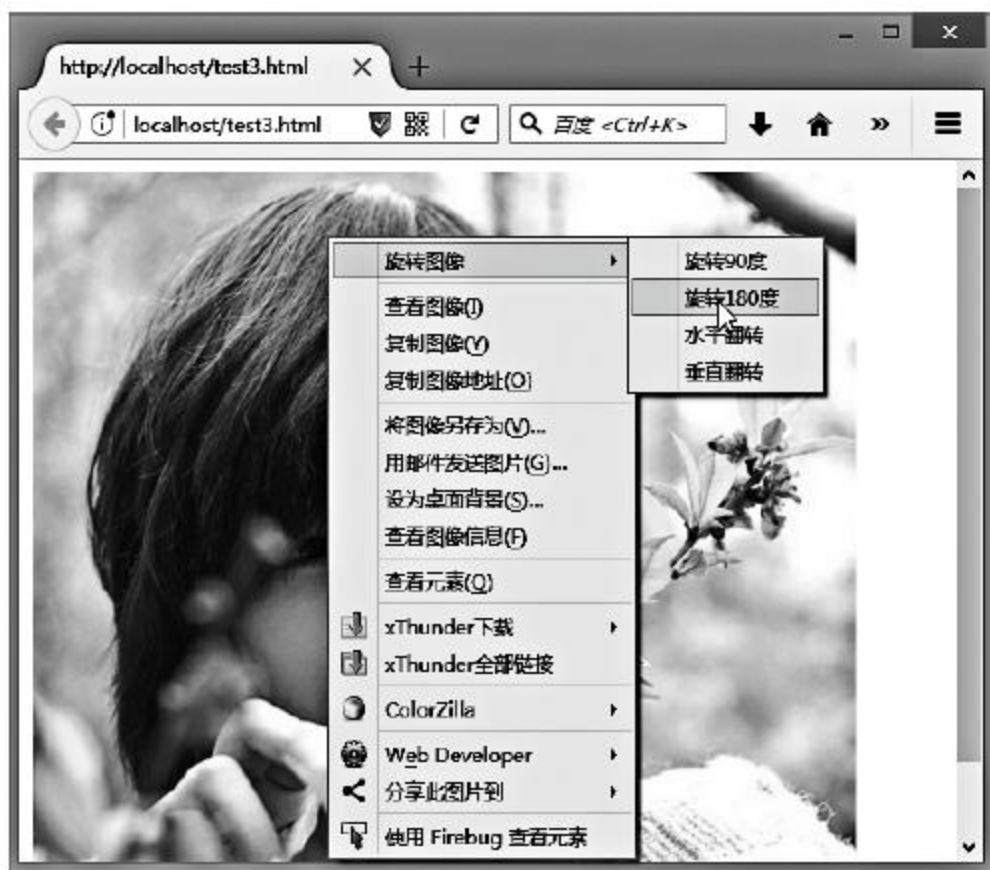 http://localhost/test3.html
localhost/test3.html
百度 <Ctrl+K>
旋转图像
旋转90度
旋转180度
水平翻转
垂直翻转
查看图像(I)
复制图像(Y)
复制图像地址(O)
将图像另存为(V)...
用邮件发送图片(G)...
设为桌面背景(S)...
查看图像信息(F)
查看元素(Q)
xThunder下载
xThunder全部链接
ColorZilla
Web Developer
分享此图片到
使用 Firebug 查看元素